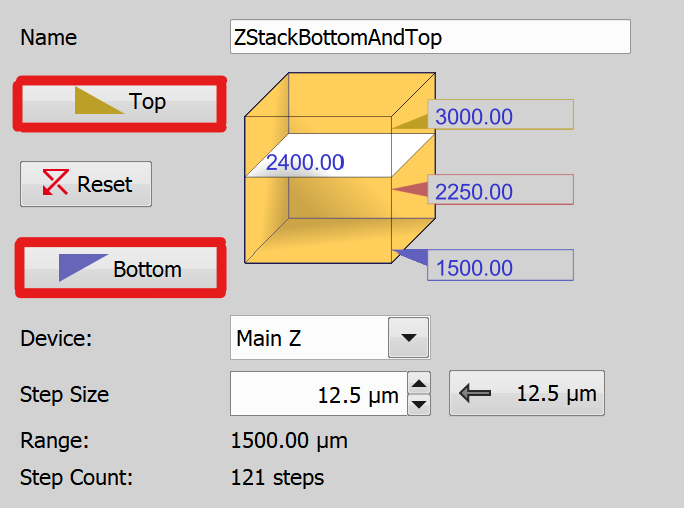 Name ZStackBottomAndTop
Top
3000.00
2400.00
Reset
2250.00
Bottom
1500.00
Device: Main Z
Step Size 12.5 µm 12.5 µm
Range: 1500.00 µm
Step Count: 121 steps